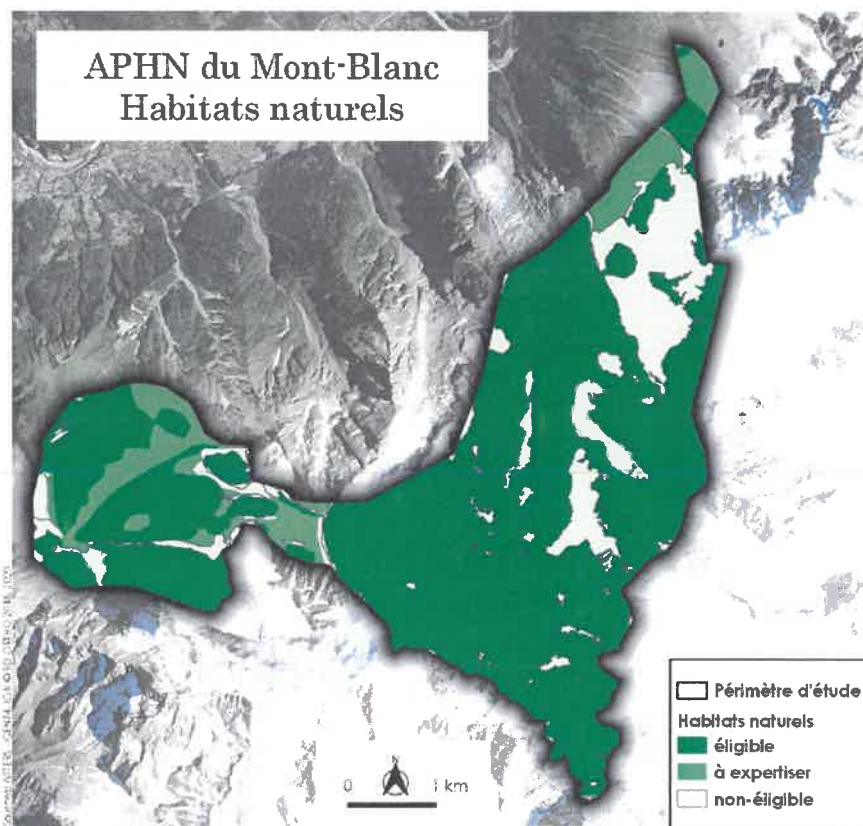 APHN du Mont-Blanc
Habitats naturels
Périmètre d'étude
Habitats naturels
éligible
à expertiser
non-éligible
N
0 1 km